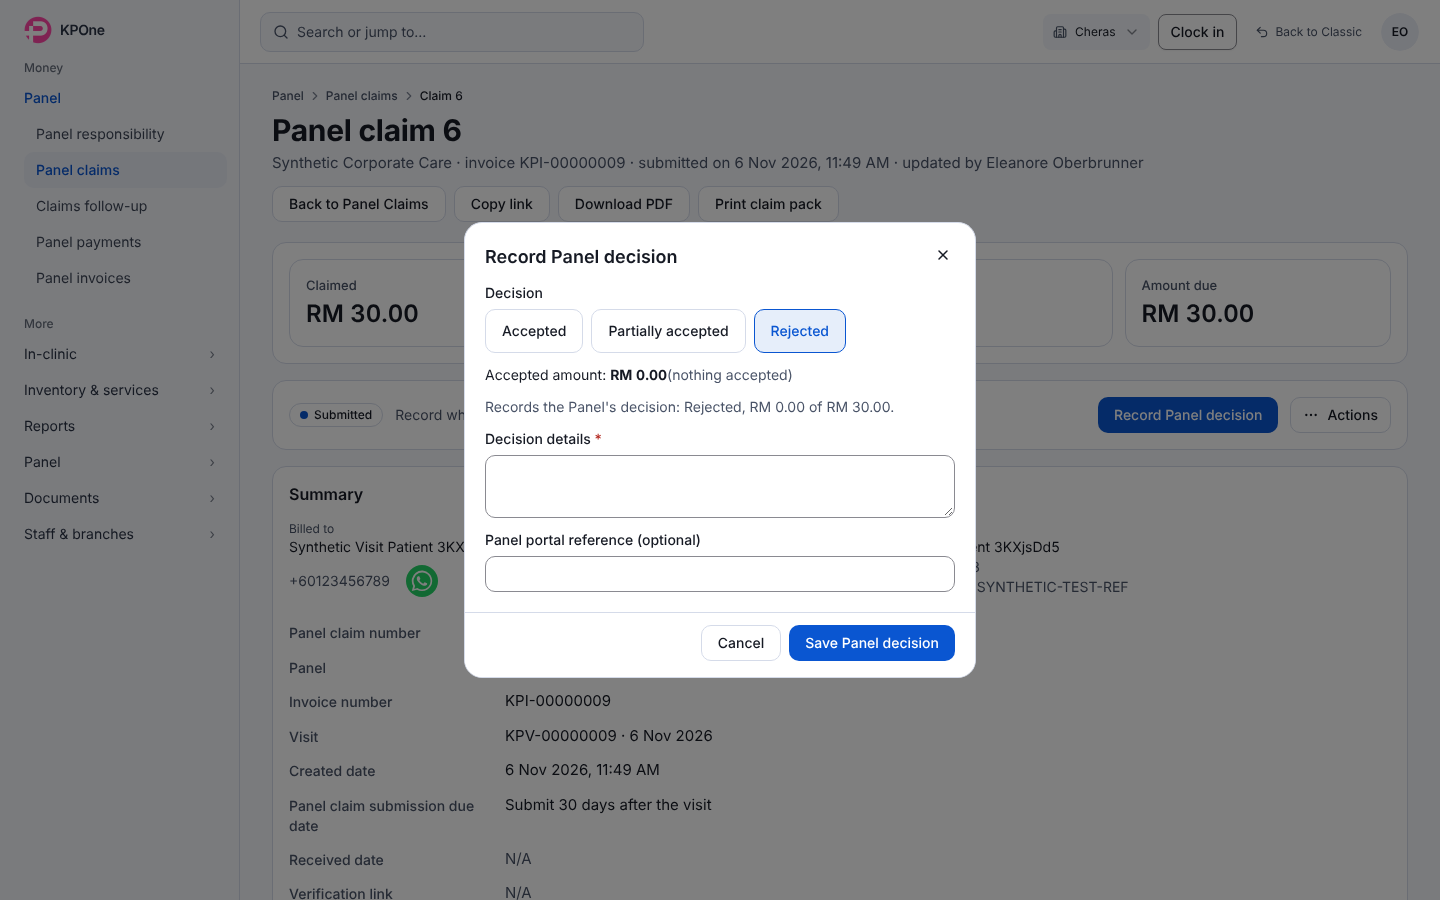 KPOne
Search or jump to...
Cheras
Clock in
Back to Classic
EO
Money
Panel
Panel responsibility
Panel claims
Claims follow-up
Panel payments
Panel invoices
More
In-clinic
Inventory & services
Reports
Panel
Documents
Staff & branches
Panel > Panel claims > Claim 6
Panel claim 6
Synthetic Corporate Care · invoice KPI-00000009 · submitted on 6 Nov 2026, 11:49 AM · updated by Eleanore Oberbrunner
Back to Panel Claims
Copy link
Download PDF
Print claim pack
Claimed
RM 30.00
Amount due
RM 30.00
Submitted
Record
Record Panel decision
Actions
Record Panel decision
Decision
Accepted
Partially accepted
Rejected
Accepted amount: RM 0.00(nothing accepted)
Records the Panel's decision: Rejected, RM 0.00 of RM 30.00.
Decision details *
Panel portal reference (optional)
Cancel
Save Panel decision
Summary
Billed to
Synthetic Visit Patient 3KX
3KXjsDd5
+60123456789
SYNTHETIC-TEST-REF
Panel claim number
Panel
Invoice number
KPI-00000009
Visit
KPV-00000009 · 6 Nov 2026
Created date
6 Nov 2026, 11:49 AM
Panel claim submission due
date
Submit 30 days after the visit
Received date
N/A
Verification link
N/A